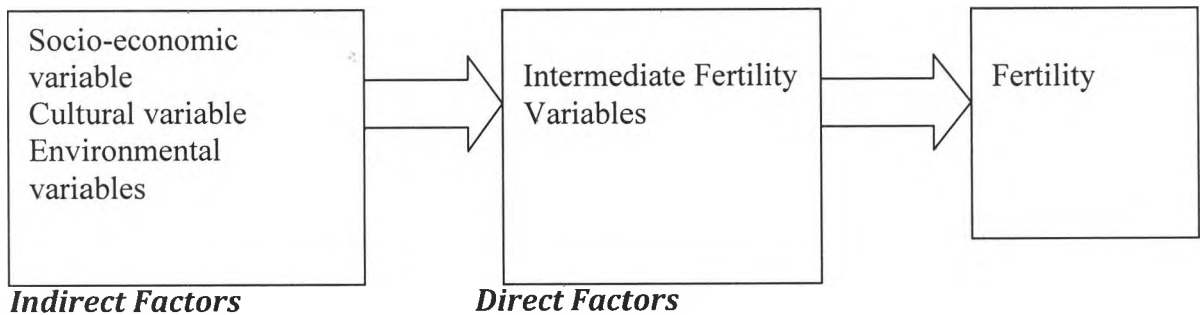 Socio-economic
variable
Cultural variable
Environmental
variables
Intermediate Fertility
Variables
Fertility
Indirect Factors
Direct Factors